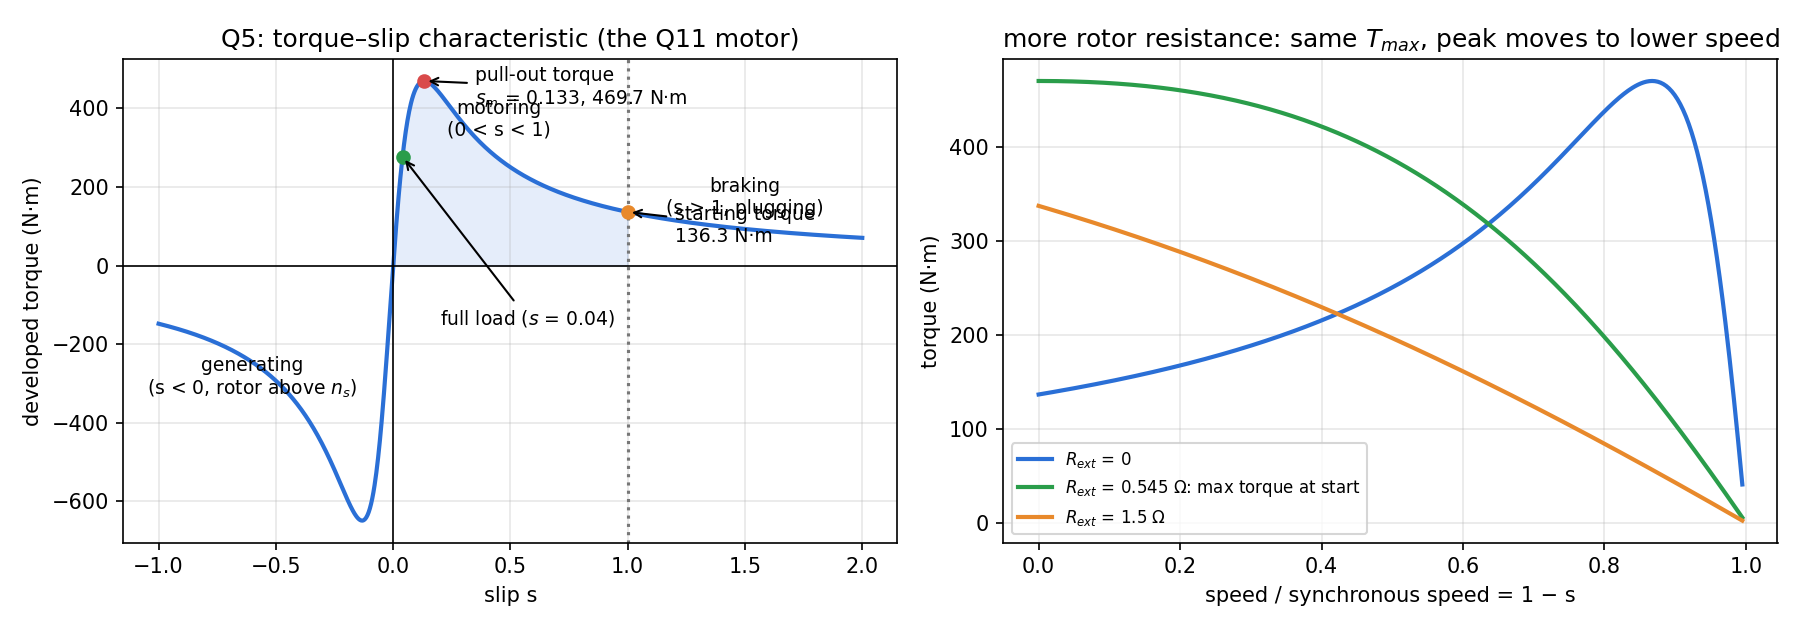 Q5: torque–slip characteristic (the Q11 motor)
developed torque (N·m)
400
200
0
−200
−400
−600
pull-out torque
sₘ = 0.133, 469.7 N·m
motoring
(0 < s < 1)
braking
(s > 1, plugging)
starting torque
136.3 N·m
full load (s = 0.04)
generating
(s < 0, rotor above nₛ)
−1.0
−0.5
0.0
0.5
1.0
1.5
2.0
slip s
more rotor resistance: same Tₘₐₓ, peak moves to lower speed
torque (N·m)
400
300
200
100
0
Rₑₓₜ = 0
Rₑₓₜ = 0.545 Ω: max torque at start
Rₑₓₜ = 1.5 Ω
0.0
0.2
0.4
0.6
0.8
1.0
speed / synchronous speed = 1 − s